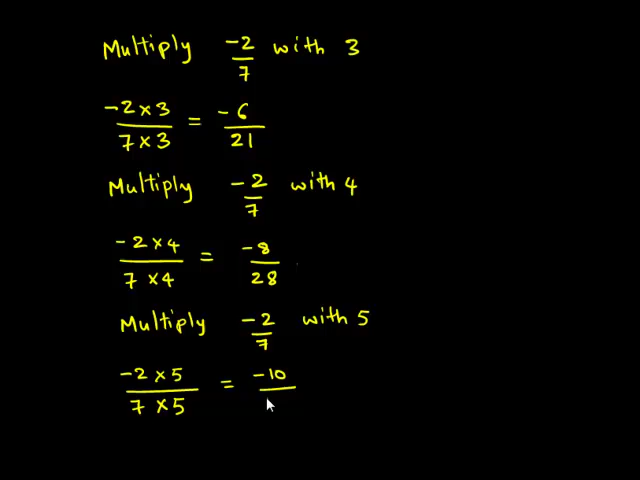 Multiply -2/7 with 3
-2 × 3 / 7 × 3 = -6/21
Multiply -2/7 with 4
-2 × 4 / 7 × 4 = -8/28
Multiply -2/7 with 5
-2 × 5 / 7 × 5 = -10/